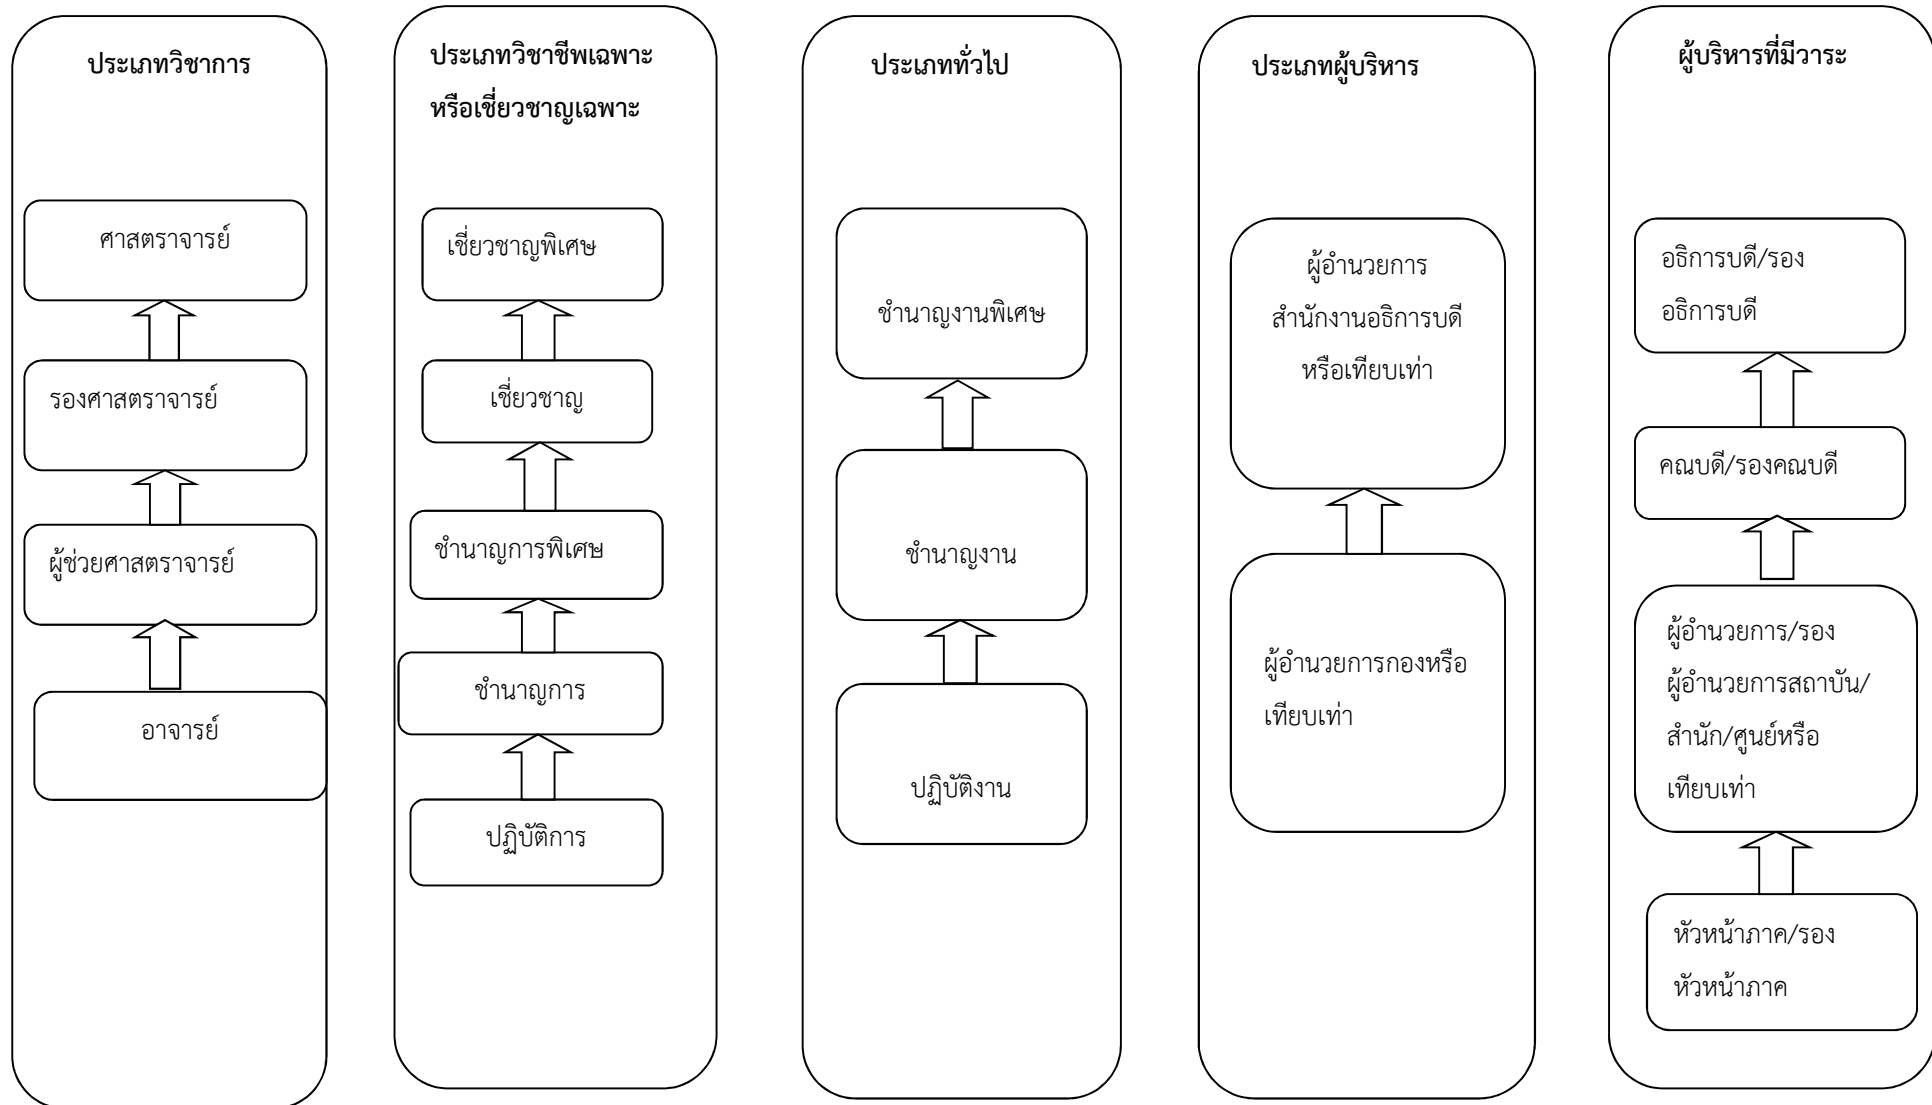 ประเภทวิชาการ
ศาสตราจารย์
รองศาสตราจารย์
ผู้ช่วยศาสตราจารย์
อาจารย์
ประเภทวิชาชีพเฉพาะ
หรือเชี่ยวชาญเฉพาะ
เชี่ยวชาญพิเศษ
เชี่ยวชาญ
ชำนาญการพิเศษ
ชำนาญการ
ปฏิบัติการ
ประเภททั่วไป
ชำนาญงานพิเศษ
ชำนาญงาน
ปฏิบัติงาน
ประเภทผู้บริหาร
ผู้อำนวยการ
สำนักงานอธิการบดี
หรือเทียบเท่า
ผู้อำนวยการกองหรือ
เทียบเท่า
ผู้บริหารที่มีวาระ
อธิการบดี/รอง
อธิการบดี
คณบดี/รองคณบดี
ผู้อำนวยการ/รอง
ผู้อำนวยการสถาบัน/
สำนัก/ศูนย์หรือ
เทียบเท่า
หัวหน้าภาค/รอง
หัวหน้าภาค